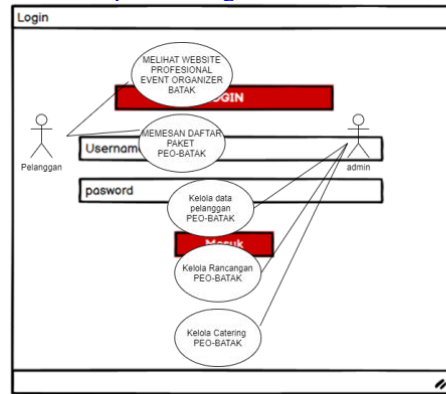 Login
MELIHAT WEBSITE
PROFESIONAL
EVENT ORGANIZER
BATAK
MEMESAN DAFTAR
PAKET
PEO-BATAK
Pelanggan
admin
pasword
Kelola data
pelanggan
PEO-BATAK
Kelola Rancangan
PEO-BATAK
Kelola Catering
PEO-BATAK